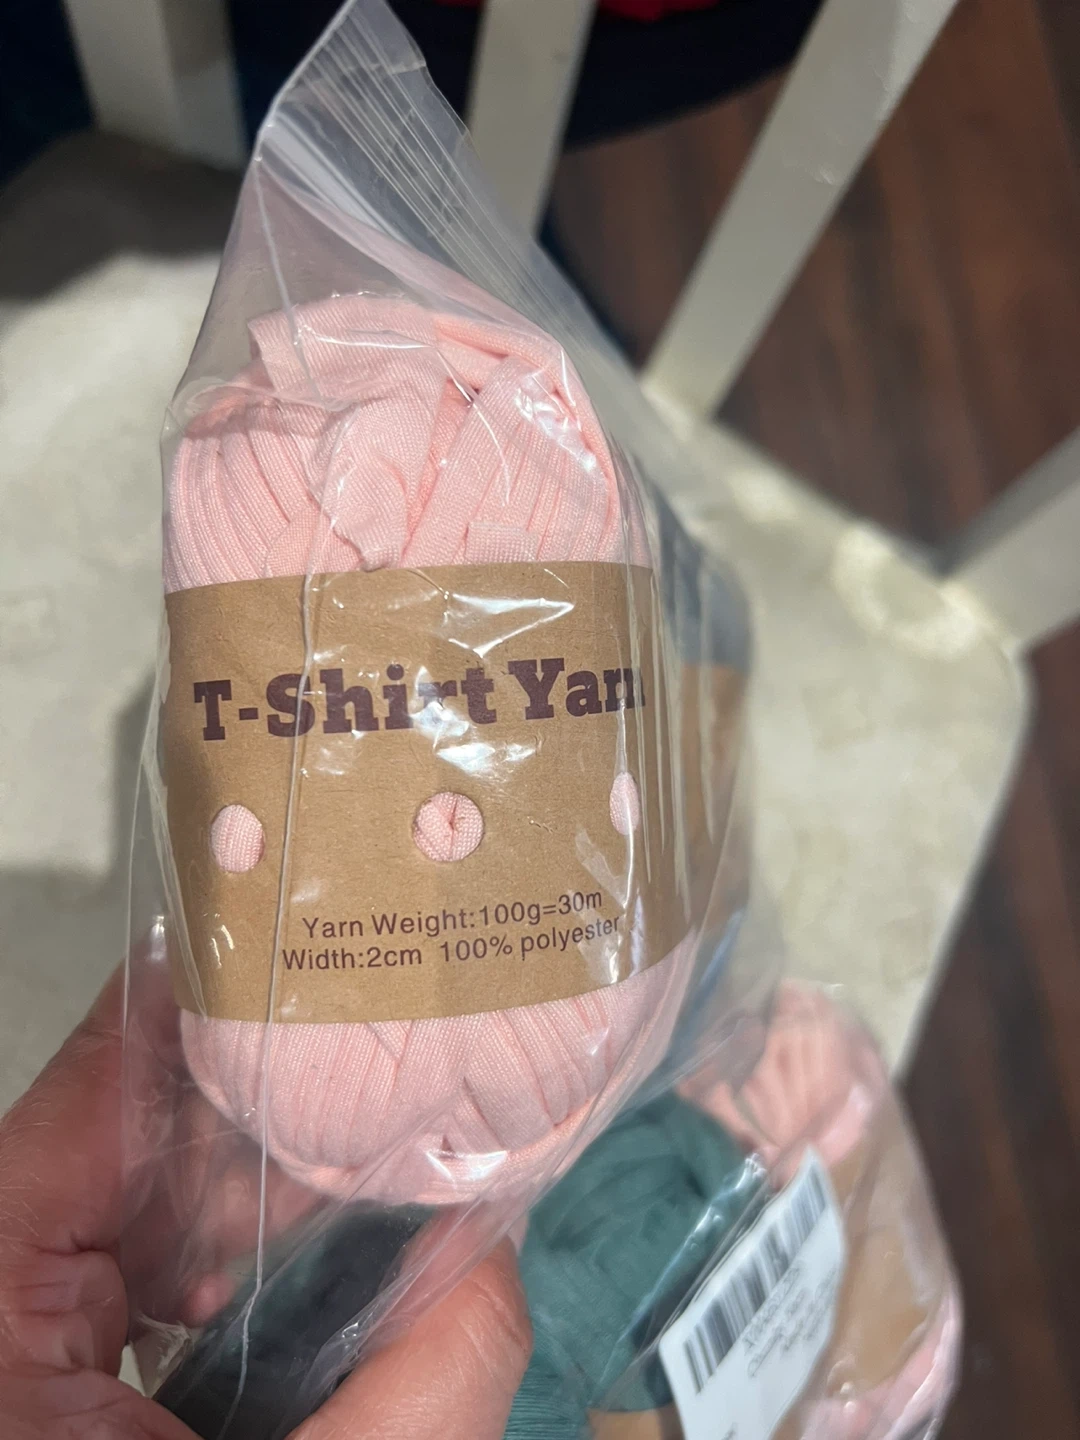 T-Shirt Yarn
Yarn Weight:100g=30m
Width:2cm 100% polyester